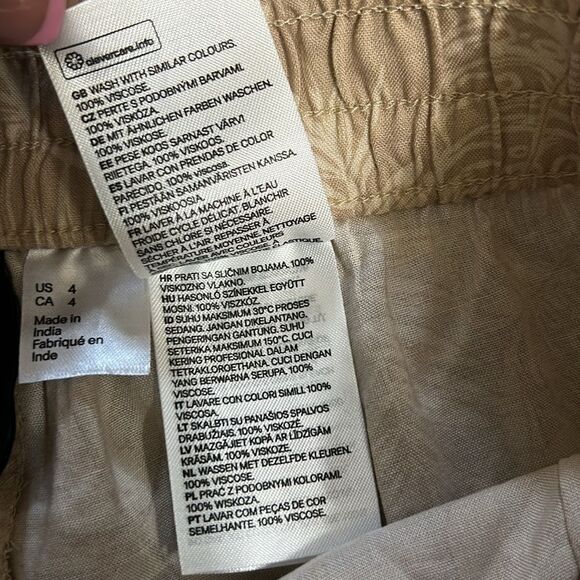 clevercare.info
GB WASH WITH SIMILAR COLOURS.
100% VISCOSE.
CZ PERTE S PODOBNÝMI BARVAMI.
100% VISKÓZA.
DE MIT ÄHNLICHEN FARBEN WASCHEN.
100% VISKOSE.
EE PESE KOOS SARNAST VÄRVI
RIIETEGA. 100% VISKOOS.
ES LAVAR CON PRENDAS DE COLOR
PARECIDO. 100% viscosa.
FI PESTÄÄN SAMANVÄRISTEN KANSSA.
100% VISKOOSIA.
FR LAVER À LA MACHINE À L'EAU
FROIDE CYCLE DÉLICAT, BLANCHIR
SANS CHLORE SI NÉCESSAIRE.
SÉCHER À L'AIR. REPASSER À
TEMPÉRATURE MOYENNE. NETTOYAGE
LAVER AVEC COULEURS
US 4
CA 4
Made in
India
Fabriqué en
Inde
HR PRATI SA SLIČNIM BOJAMA. 100%
VISKOZNO VLAKNO.
HU HASONLÓ SZÍNEKKEL EGYÜTT
MOSNI. 100% VISZKÓZ.
ID SUHU MAKSIMUM 30°C PROSES
SEDANG. JANGAN DIKELANTANG.
PENGERINGAN GANTUNG. SUHU
SETERIKA MAKSIMUM 150°C. CUCI
KERING PROFESIONAL DALAM
TETRAKLOROETHANA. CUCI DENGAN
YANG BERWARNA SERUPA. 100%
VISCOSE.
IT LAVARE CON COLORI SIMILI. 100%
VISCOSA.
LT SKALBTI SU PANAŠIOS SPALVOS
DRABUŽIAIS. 100% VISKOZĖ.
LV MAZGĀJIET KOPĀ AR LĪDZĪGĀM
KRĀSĀM. 100% VISKOZE.
NL WASSEN MET DEZELFDE KLEUREN.
100% VISCOSE.
PL PRAĆ Z PODOBNYMI KOLORAMI.
100% WISKOZA.
PT LAVAR COM PEÇAS DE COR
SEMELHANTE. 100% VISCOSE.